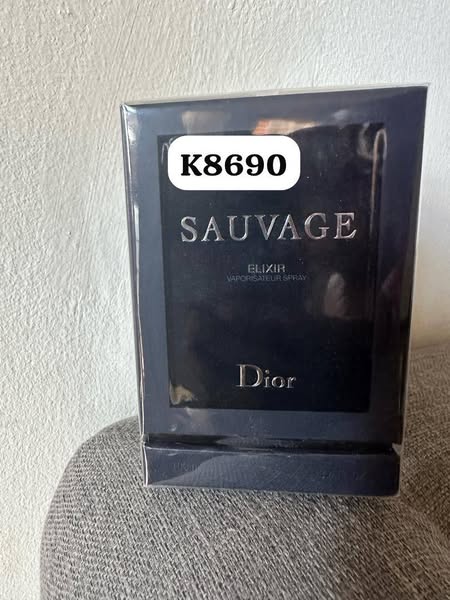 K8690
SAUVAGE
ELIXIR
VAPORISATEUR SPRAY
Dior